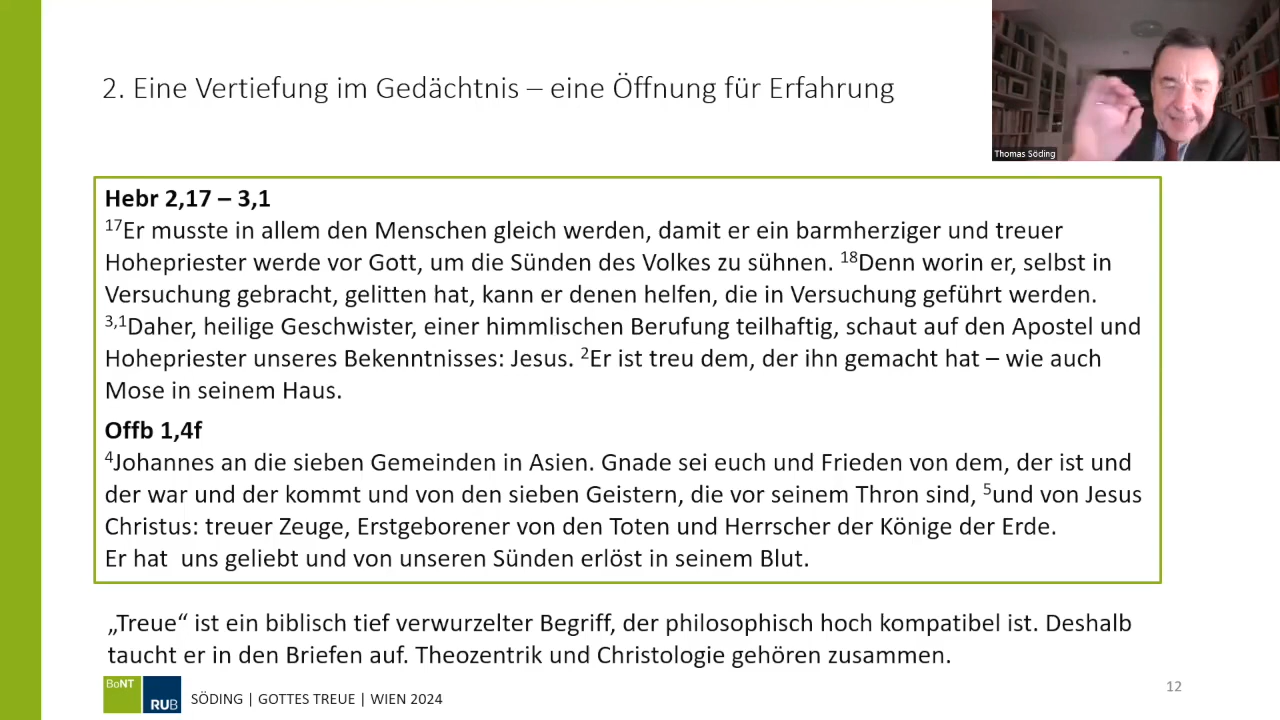 2. Eine Vertiefung im Gedächtnis – eine Öffnung für Erfahrung
Thomas Söding
Hebr 2,17 – 3,1
¹⁷Er musste in allem den Menschen gleich werden, damit er ein barmherziger und treuer
Hohepriester werde vor Gott, um die Sünden des Volkes zu sühnen. ¹⁸Denn worin er, selbst in
Versuchung gebracht, gelitten hat, kann er denen helfen, die in Versuchung geführt werden.
³,¹Daher, heilige Geschwister, einer himmlischen Berufung teilhaftig, schaut auf den Apostel und
Hohepriester unseres Bekenntnisses: Jesus. ²Er ist treu dem, der ihn gemacht hat – wie auch
Mose in seinem Haus.
Offb 1,4f
⁴Johannes an die sieben Gemeinden in Asien. Gnade sei euch und Frieden von dem, der ist und
der war und der kommt und von den sieben Geistern, die vor seinem Thron sind, ⁵und von Jesus
Christus: treuer Zeuge, Erstgeborener von den Toten und Herrscher der Könige der Erde.
Er hat  uns geliebt und von unseren Sünden erlöst in seinem Blut.
„Treue“ ist ein biblisch tief verwurzelter Begriff, der philosophisch hoch kompatibel ist. Deshalb
taucht er in den Briefen auf. Theozentrik und Christologie gehören zusammen.
BoNT
RUB
SÖDING | GOTTES TREUE | WIEN 2024
12